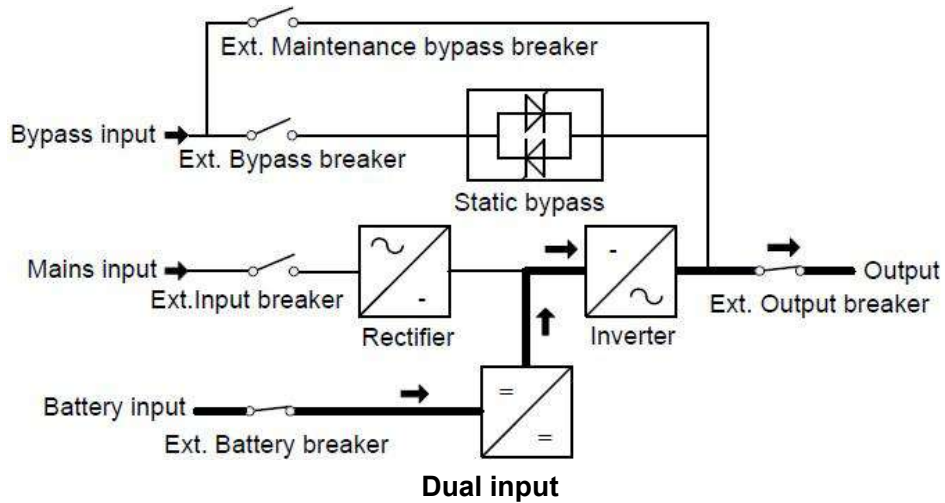 Ext. Maintenance bypass breaker
Bypass input
Ext. Bypass breaker
Static bypass
Mains input
Ext.Input breaker
Rectifier
-
-
Inverter
Output
Ext. Output breaker
Battery input
Ext. Battery breaker
=
=
Dual input